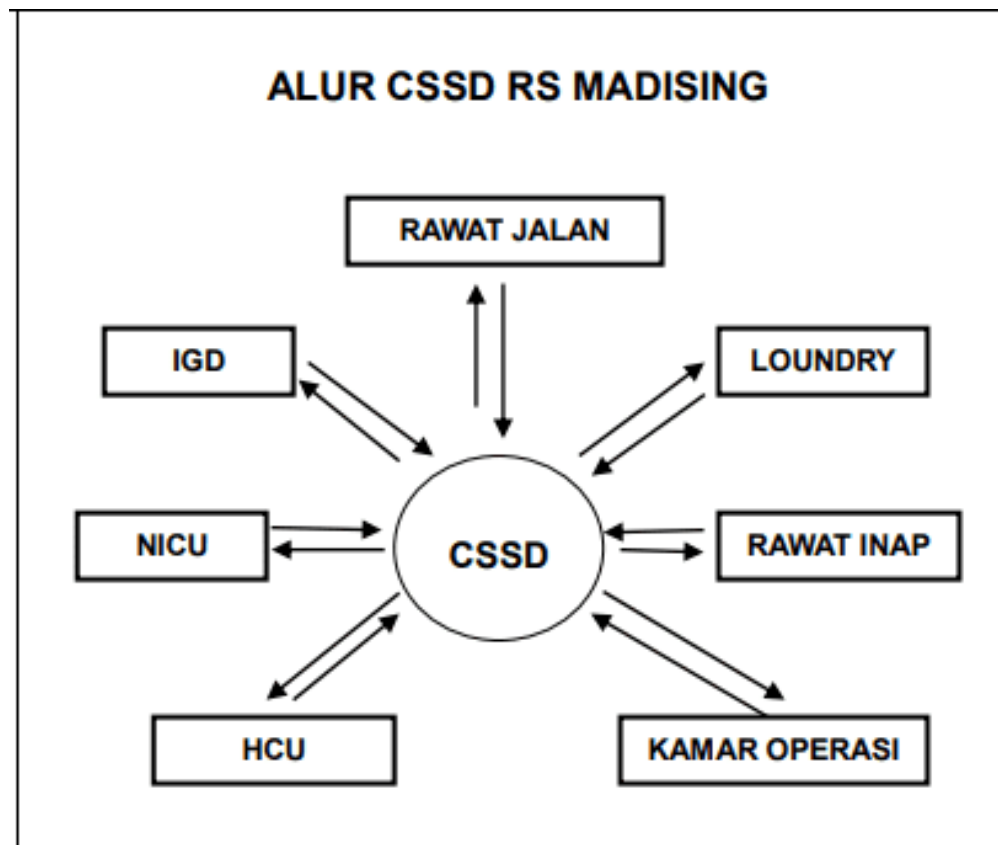 ALUR CSSD RS MADISING
RAWAT JALAN
IGD
LOUNDRY
NICU
CSSD
RAWAT INAP
HCU
KAMAR OPERASI